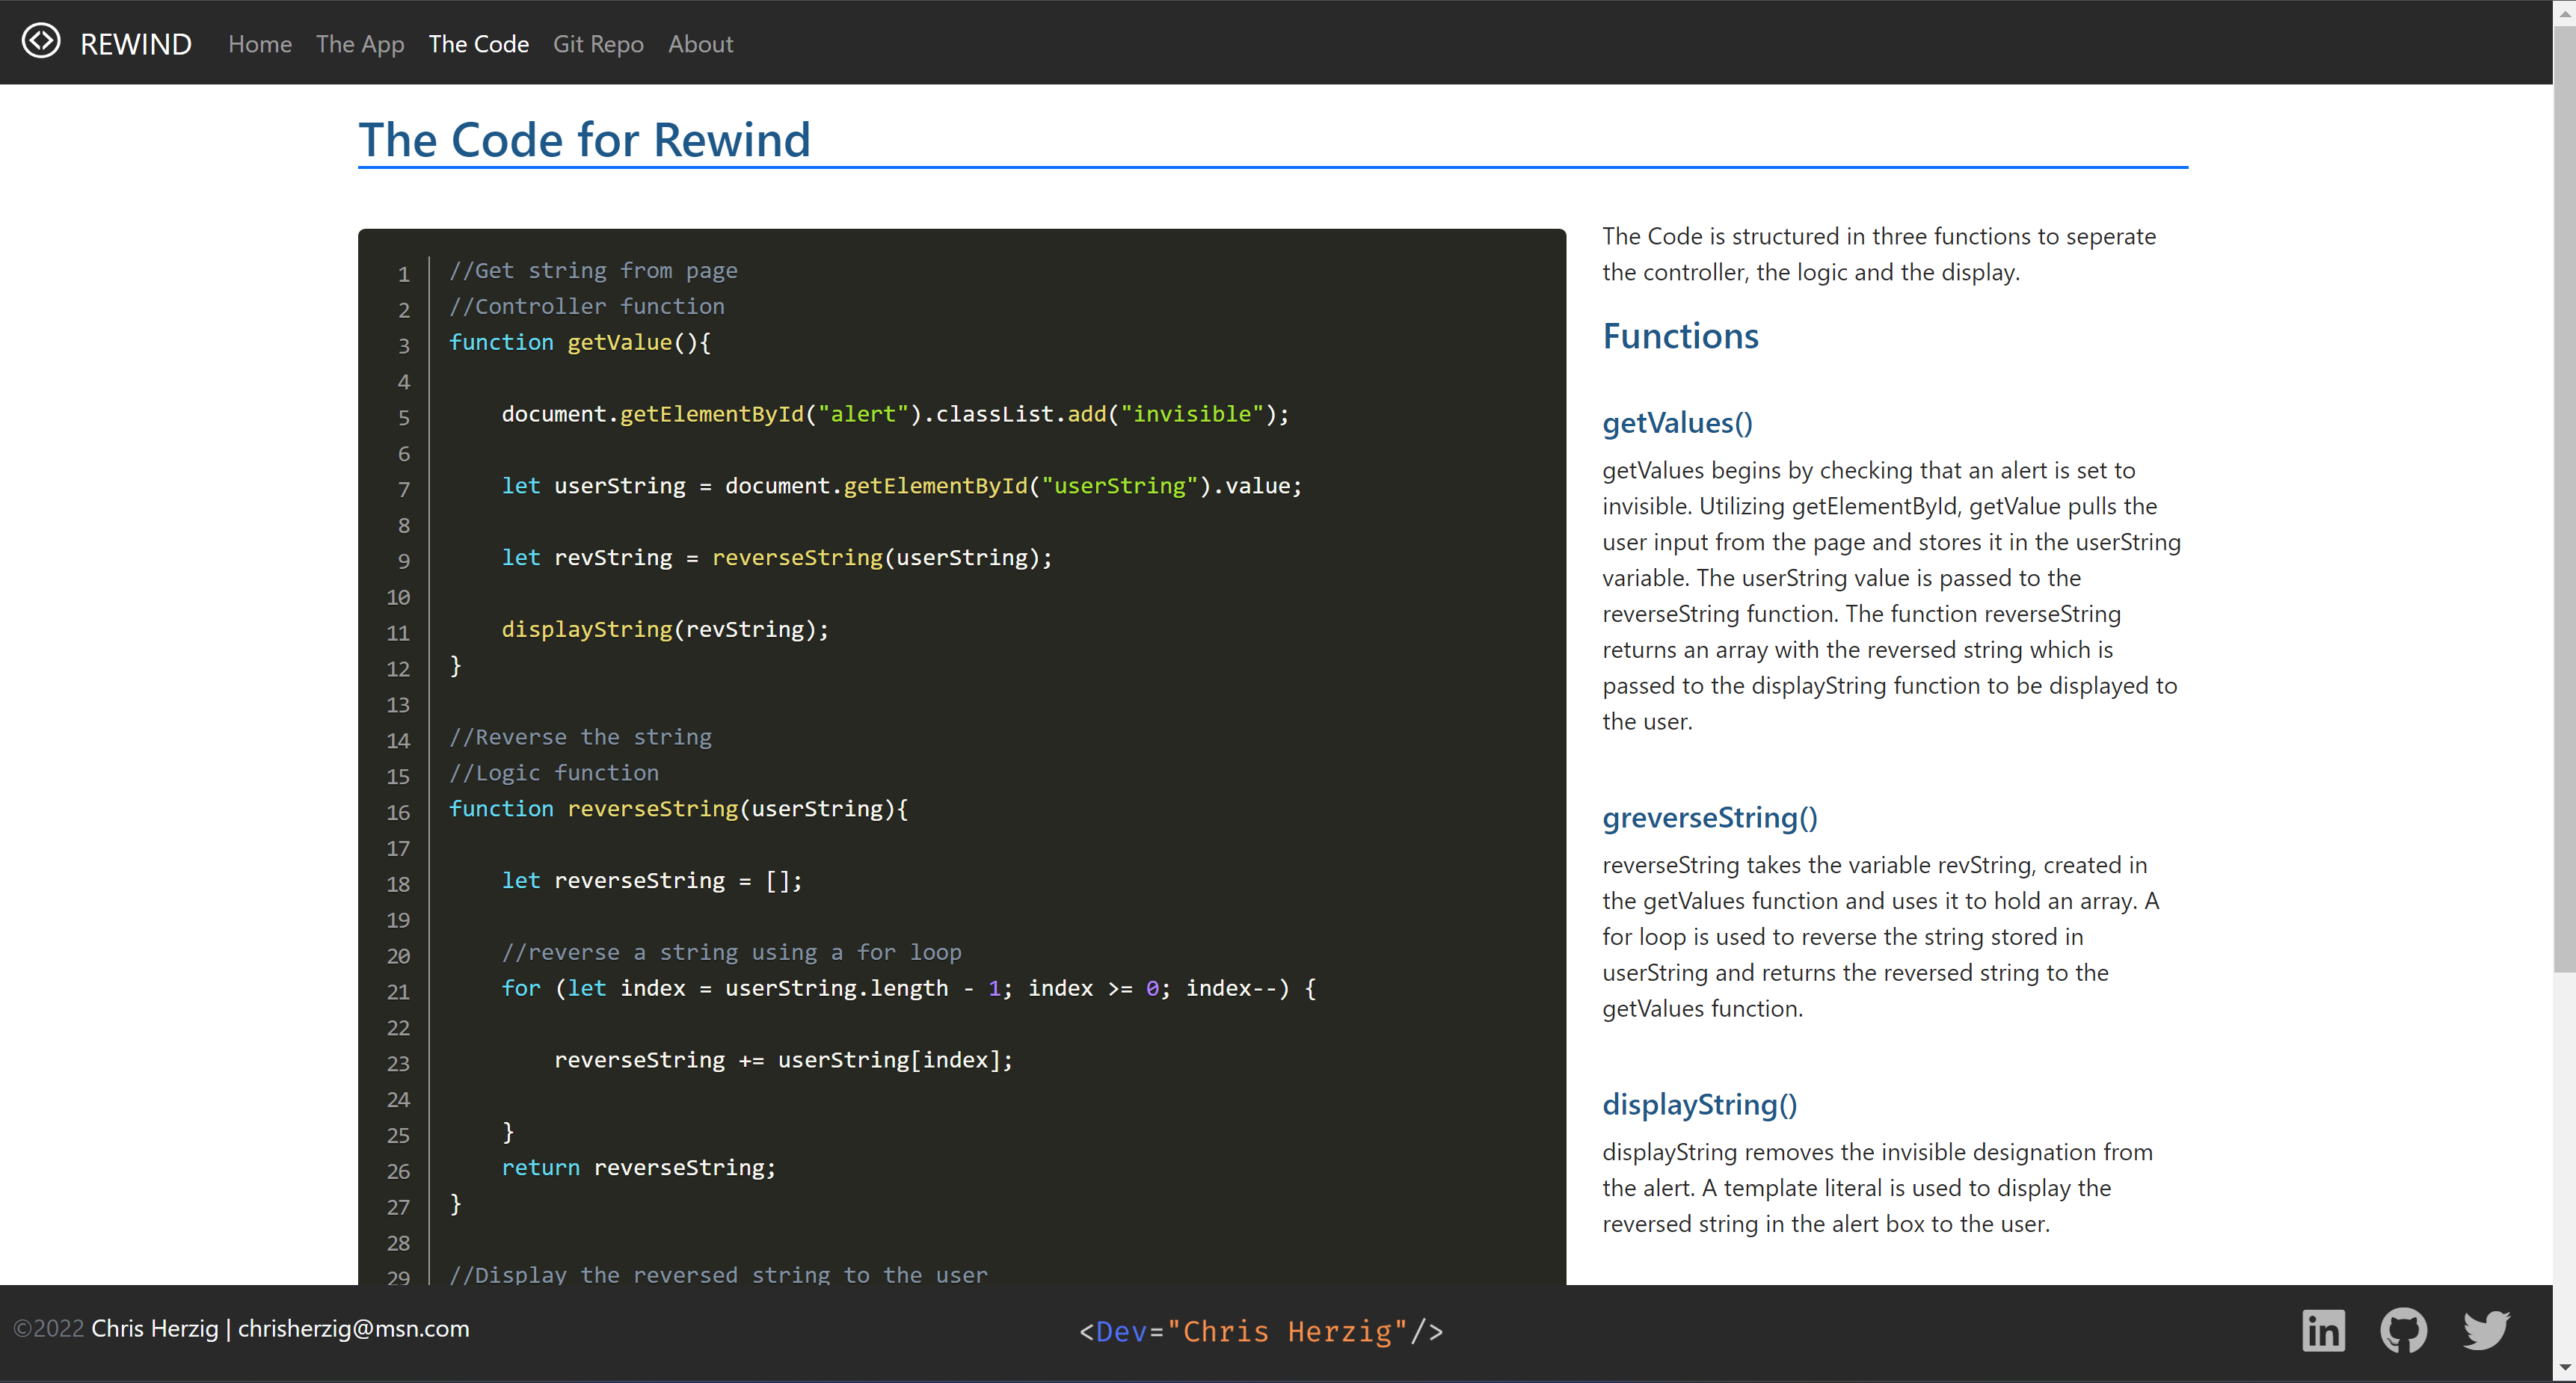 REWIND Home The App The Code Git Repo About
The Code for Rewind
1 //Get string from page
2 //Controller function
3 function getValue(){
4
5 document.getElementById("alert").classList.add("invisible");
6
7 let userString = document.getElementById("userString").value;
8
9 let revString = reverseString(userString);
10
11 displayString(revString);
12 }
13
14 //Reverse the string
15 //Logic function
16 function reverseString(userString){
17
18 let reverseString = [];
19
20 //reverse a string using a for loop
21 for (let index = userString.length - 1; index >= 0; index--) {
22
23 reverseString += userString[index];
24
25 }
26 return reverseString;
27 }
28
29 //Display the reversed string to the user
The Code is structured in three functions to seperate
the controller, the logic and the display.
Functions
getValues()
getValues begins by checking that an alert is set to
invisible. Utilizing getElementById, getValue pulls the
user input from the page and stores it in the userString
variable. The userString value is passed to the
reverseString function. The function reverseString
returns an array with the reversed string which is
passed to the displayString function to be displayed to
the user.
greverseString()
reverseString takes the variable revString, created in
the getValues function and uses it to hold an array. A
for loop is used to reverse the string stored in
userString and returns the reversed string to the
getValues function.
displayString()
displayString removes the invisible designation from
the alert. A template literal is used to display the
reversed string in the alert box to the user.
©2022 Chris Herzig | chrisherzig@msn.com
<Dev="Chris Herzig"/>
in